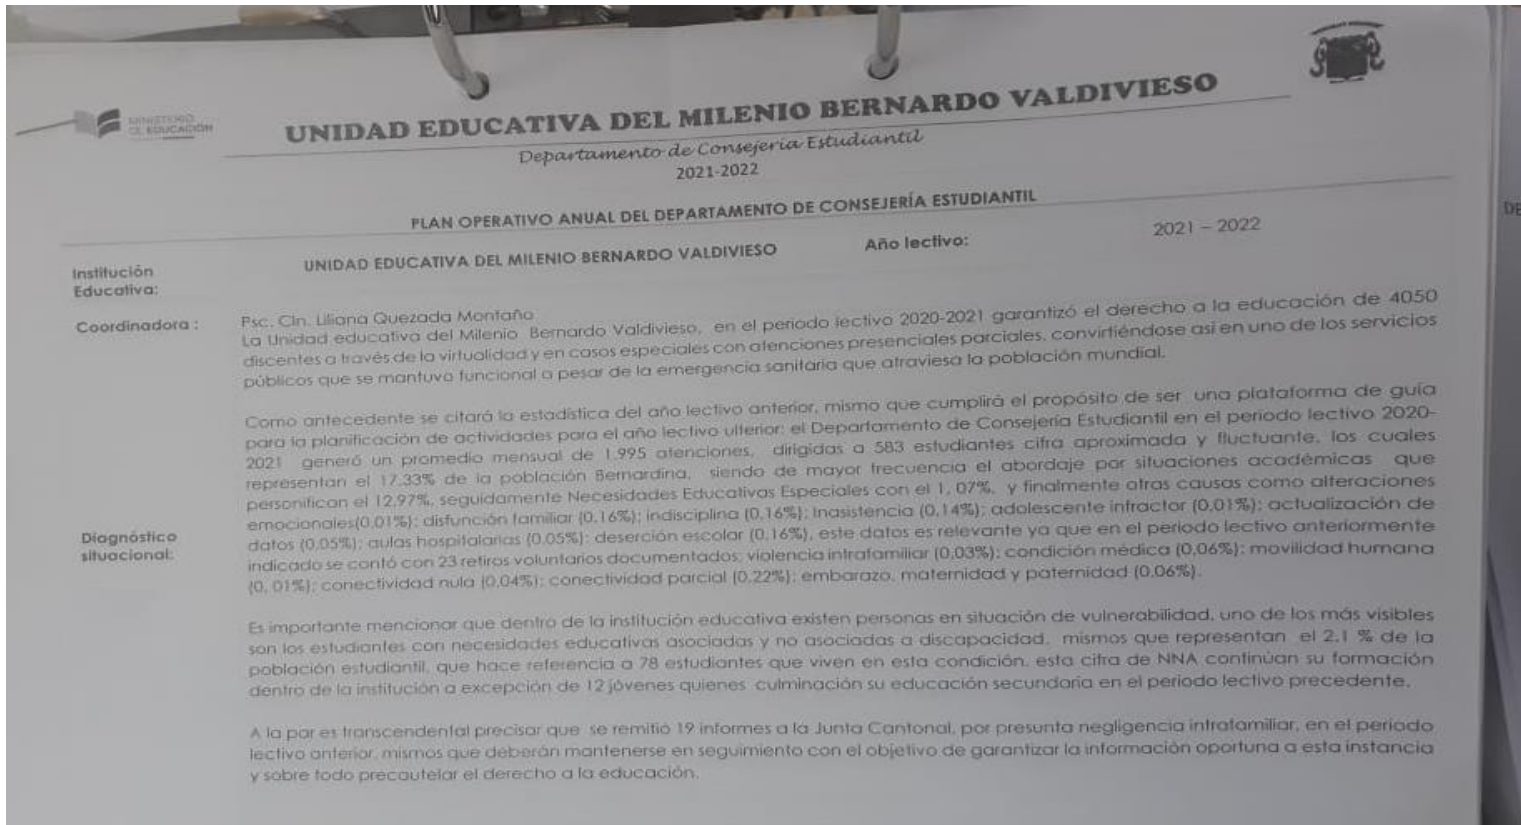 MINISTERIO
DE EDUCACIÓN
UNIDAD EDUCATIVA DEL MILENIO BERNARDO VALDIVIESO
Departamento de Consejería Estudiantil
2021-2022
PLAN OPERATIVO ANUAL DEL DEPARTAMENTO DE CONSEJERÍA ESTUDIANTIL
Institución Educativa:
UNIDAD EDUCATIVA DEL MILENIO BERNARDO VALDIVIESO
Año lectivo:
2021 – 2022
Coordinadora :
Psc. Cln. Liliana Quezada Montaño
La Unidad educativa del Milenio Bernardo Valdivieso, en el periodo lectivo 2020-2021 garantizó el derecho a la educación de 4050
discentes a través de la virtualidad y en casos especiales con atenciones presenciales parciales, convirtiéndose así en uno de los servicios
públicos que se mantuvo funcional a pesar de la emergencia sanitaria que atraviesa la población mundial.
Diagnóstico
situacional:
Como antecedente se citará la estadística del año lectivo anterior, mismo que cumplirá el propósito de ser una plataforma de guía
para la planificación de actividades para el año lectivo ulterior: el Departamento de Consejería Estudiantil en el periodo lectivo 2020-
2021 generó un promedio mensual de 1.995 atenciones, dirigidas a 583 estudiantes cifra aproximada y fluctuante, los cuales
representan el 17.33% de la población Bernardina, siendo de mayor frecuencia el abordaje por situaciones académicas que
personifican el 12.97%, seguidamente Necesidades Educativas Especiales con el 1, 07%, y finalmente otras causas como alteraciones
emocionales(0.01%); disfunción familiar (0.16%); indisciplina (0,16%); Inasistencia (0,14%); adolescente infractor (0,01%); actualización de
datos (0,05%); aulas hospitalarias (0,05%); deserción escolar (0,16%), este datos es relevante ya que en el periodo lectivo anteriormente
indicado se contó con 23 retiros voluntarios documentados; violencia intrafamiliar (0,03%); condición médica (0,06%); movilidad humana
(0, 01%); conectividad nula (0,04%); conectividad parcial (0,22%); embarazo, maternidad y paternidad (0,06%).
Es importante mencionar que dentro de la institución educativa existen personas en situación de vulnerabilidad, uno de los más visibles
son los estudiantes con necesidades educativas asociadas y no asociadas a discapacidad, mismos que representan el 2.1 % de la
población estudiantil, que hace referencia a 78 estudiantes que viven en esta condición, esta cifra de NNA continúan su formación
dentro de la institución a excepción de 12 jóvenes quienes culminación su educación secundaria en el periodo lectivo precedente.
A la par es transcendental precisar que se remitió 19 informes a la Junta Cantonal, por presunta negligencia intrafamiliar, en el periodo
lectivo anterior, mismos que deberán mantenerse en seguimiento con el objetivo de garantizar la información oportuna a esta instancia
y sobre todo precautelar el derecho a la educación.
DE